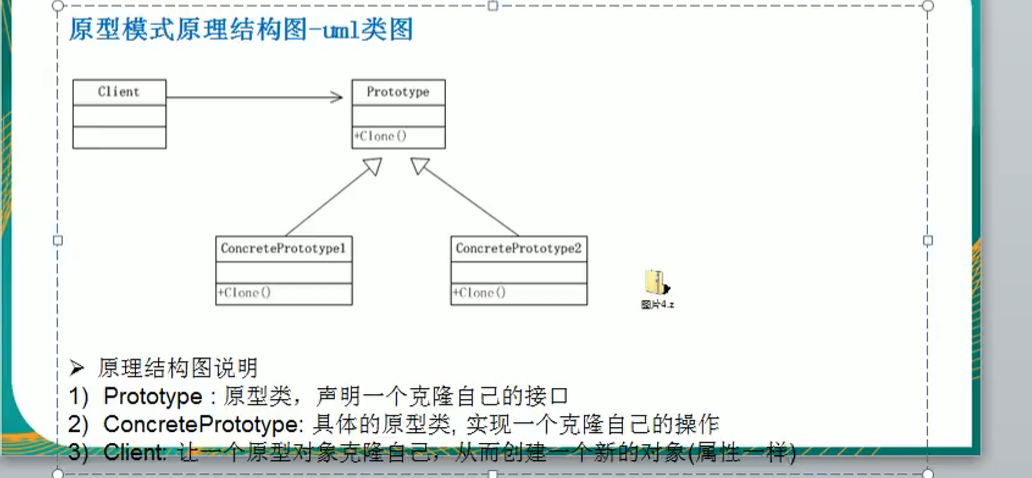 原型模式原理结构图-uml类图
Client
Prototype
+Clone()
ConcretePrototype1
ConcretePrototype2
+Clone()
+Clone()
图片4.z
➢ 原理结构图说明
1) Prototype : 原型类，声明一个克隆自己的接口
2) ConcretePrototype: 具体的原型类, 实现一个克隆自己的操作
3) Client: 让一个原型对象克隆自己，从而创建一个新的对象(属性一样)